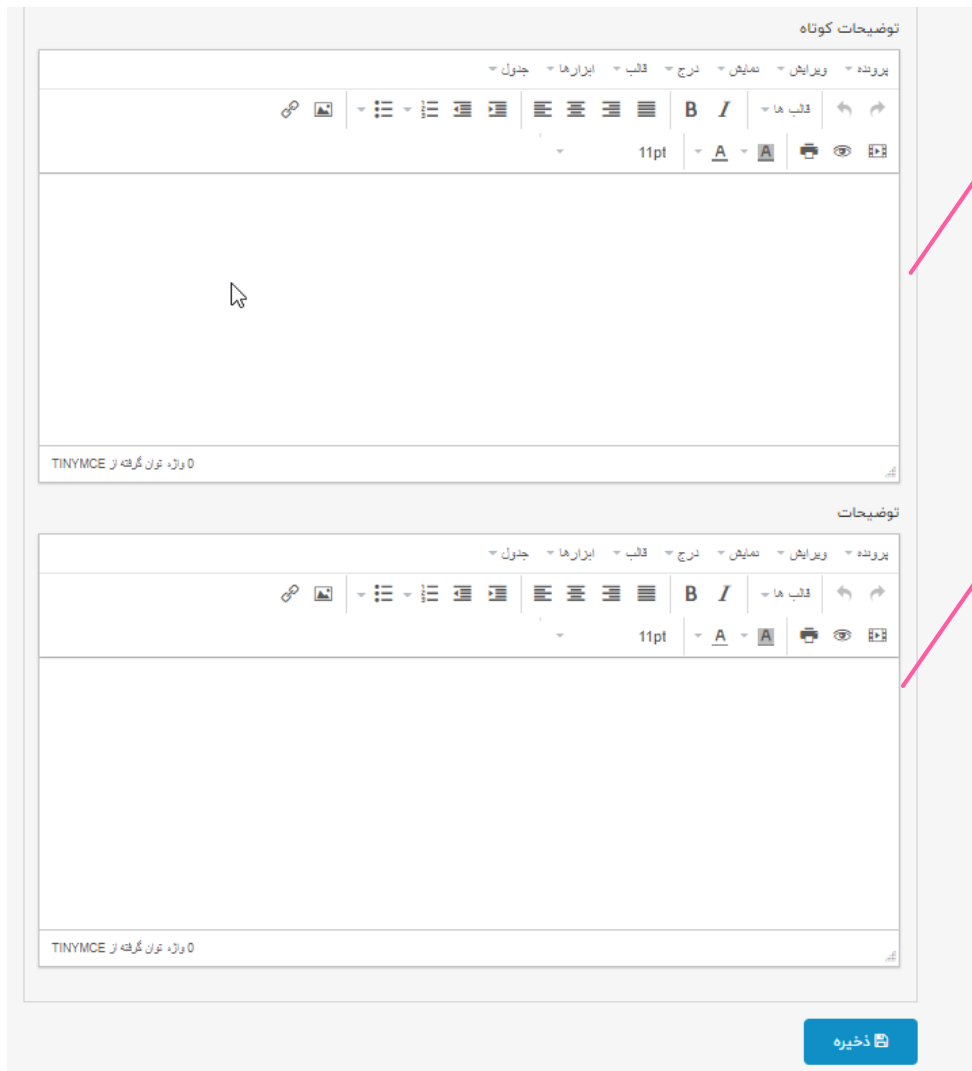 توضیحات کوتاه
پرونده ویرایش نمایش درج قالب ابزارها جدول
قالب ها B I
11pt A A
0 واژه توان گرفته از TINYMCE
توضیحات
پرونده ویرایش نمایش درج قالب ابزارها جدول
قالب ها B I
11pt A A
0 واژه توان گرفته از TINYMCE
ذخیره